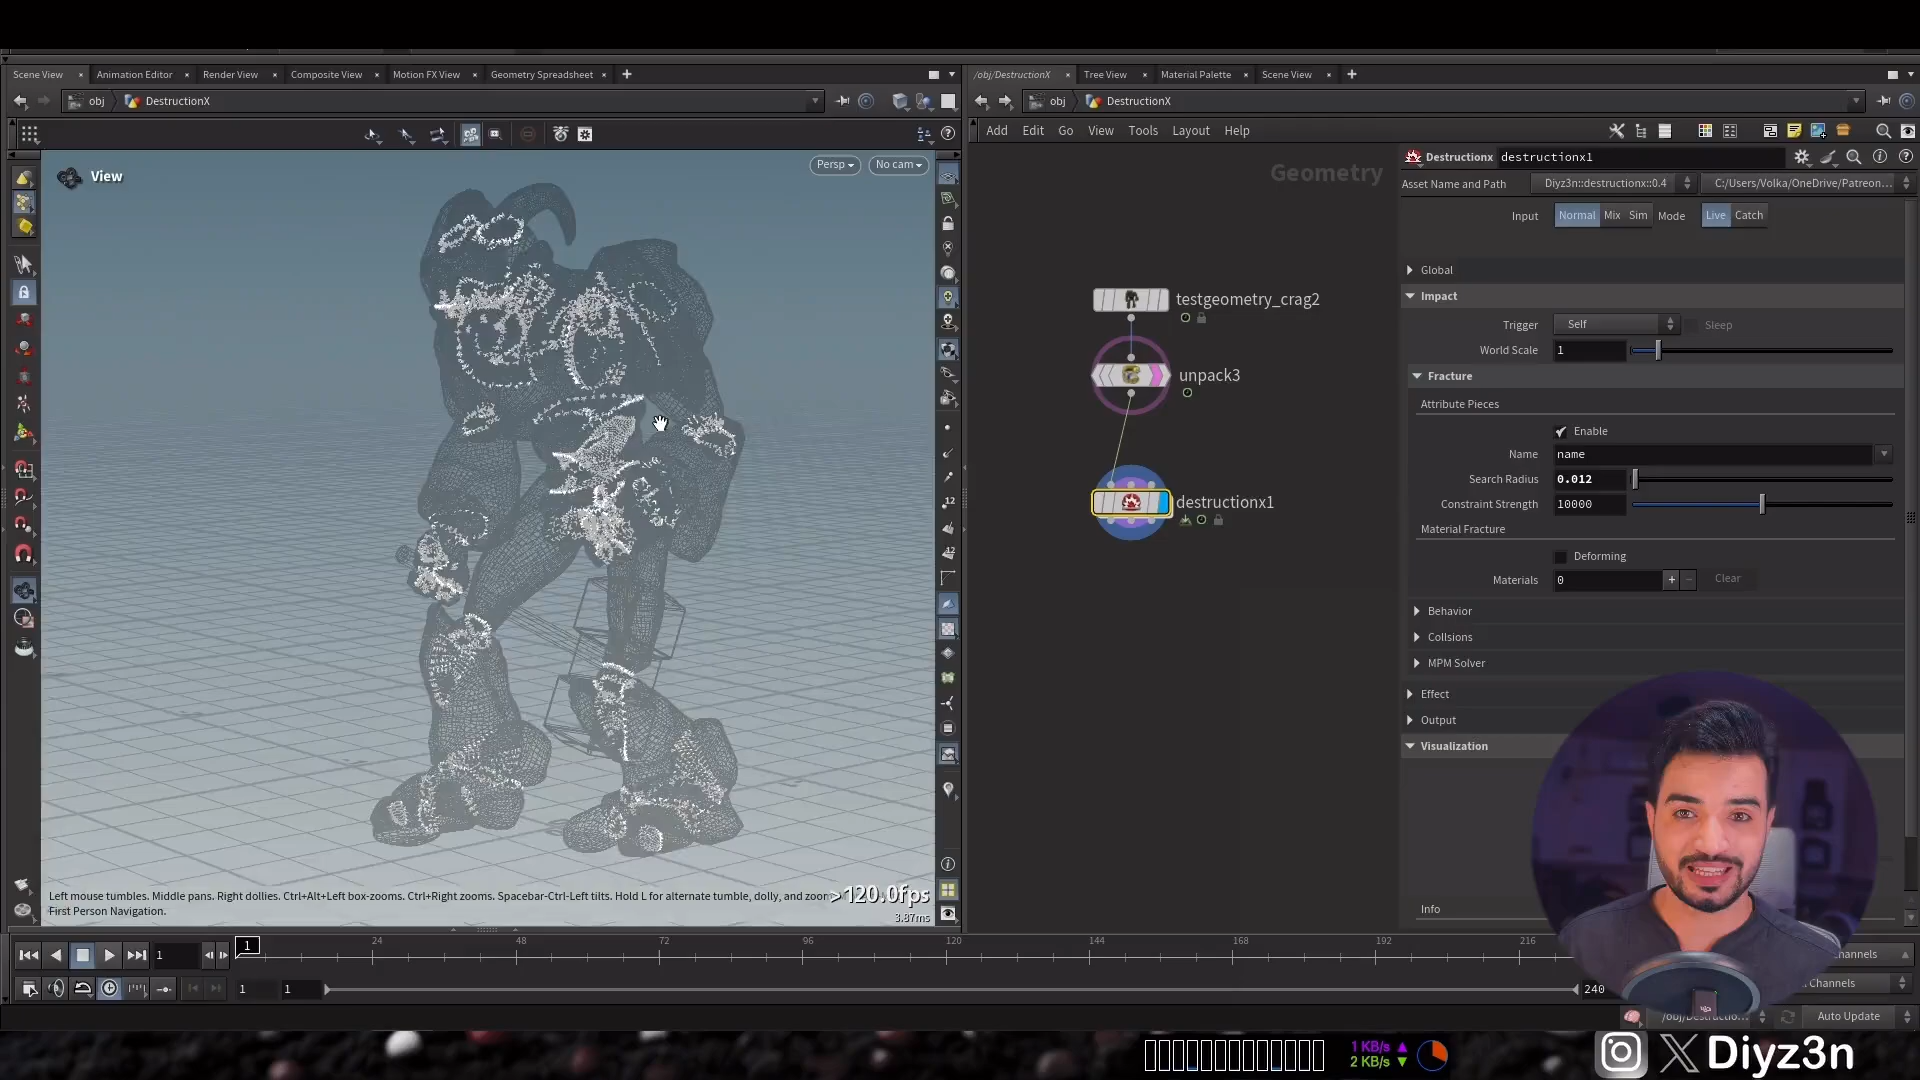 Scene View
Animation Editor
Render View
Composite View
Motion FX View
Geometry Spreadsheet
/obj/DestructionX
Tree View
Material Palette
Scene View
obj
DestructionX
obj
DestructionX
Add
Edit
Go
View
Tools
Layout
Help
View
Persp
No cam
Geometry
Destructionx
destructionx1
Asset Name and Path
Diyz3n::destructionx::0.4
C:/Users/Volka/OneDrive/Patreon...
Input
Normal
Mix
Sim
Mode
Live
Catch
Global
Impact
testgeometry_crag2
Trigger
Self
Sleep
World Scale
1
unpack3
Fracture
Attribute Pieces
Enable
Name
name
Search Radius
0.012
destructionx1
Constraint Strength
10000
Material Fracture
12
12
Deforming
Materials
0
Clear
Behavior
Collsions
MPM Solver
Effect
Output
Visualization
Left mouse tumbles. Middle pans. Right dollies. Ctrl+Alt+Left box-zooms. Ctrl+Right zooms. Spacebar-Ctrl-Left tilts. Hold L for alternate tumble, dolly, and zoom
First Person Navigation.
>120.0fps
3.87ms
Info
1
1
24
48
72
96
120
144
168
192
216
hannels
1
1
240
Channels
/obj/Destructio...
Auto Update
1 KB/s
2 KB/s
Diyz3n